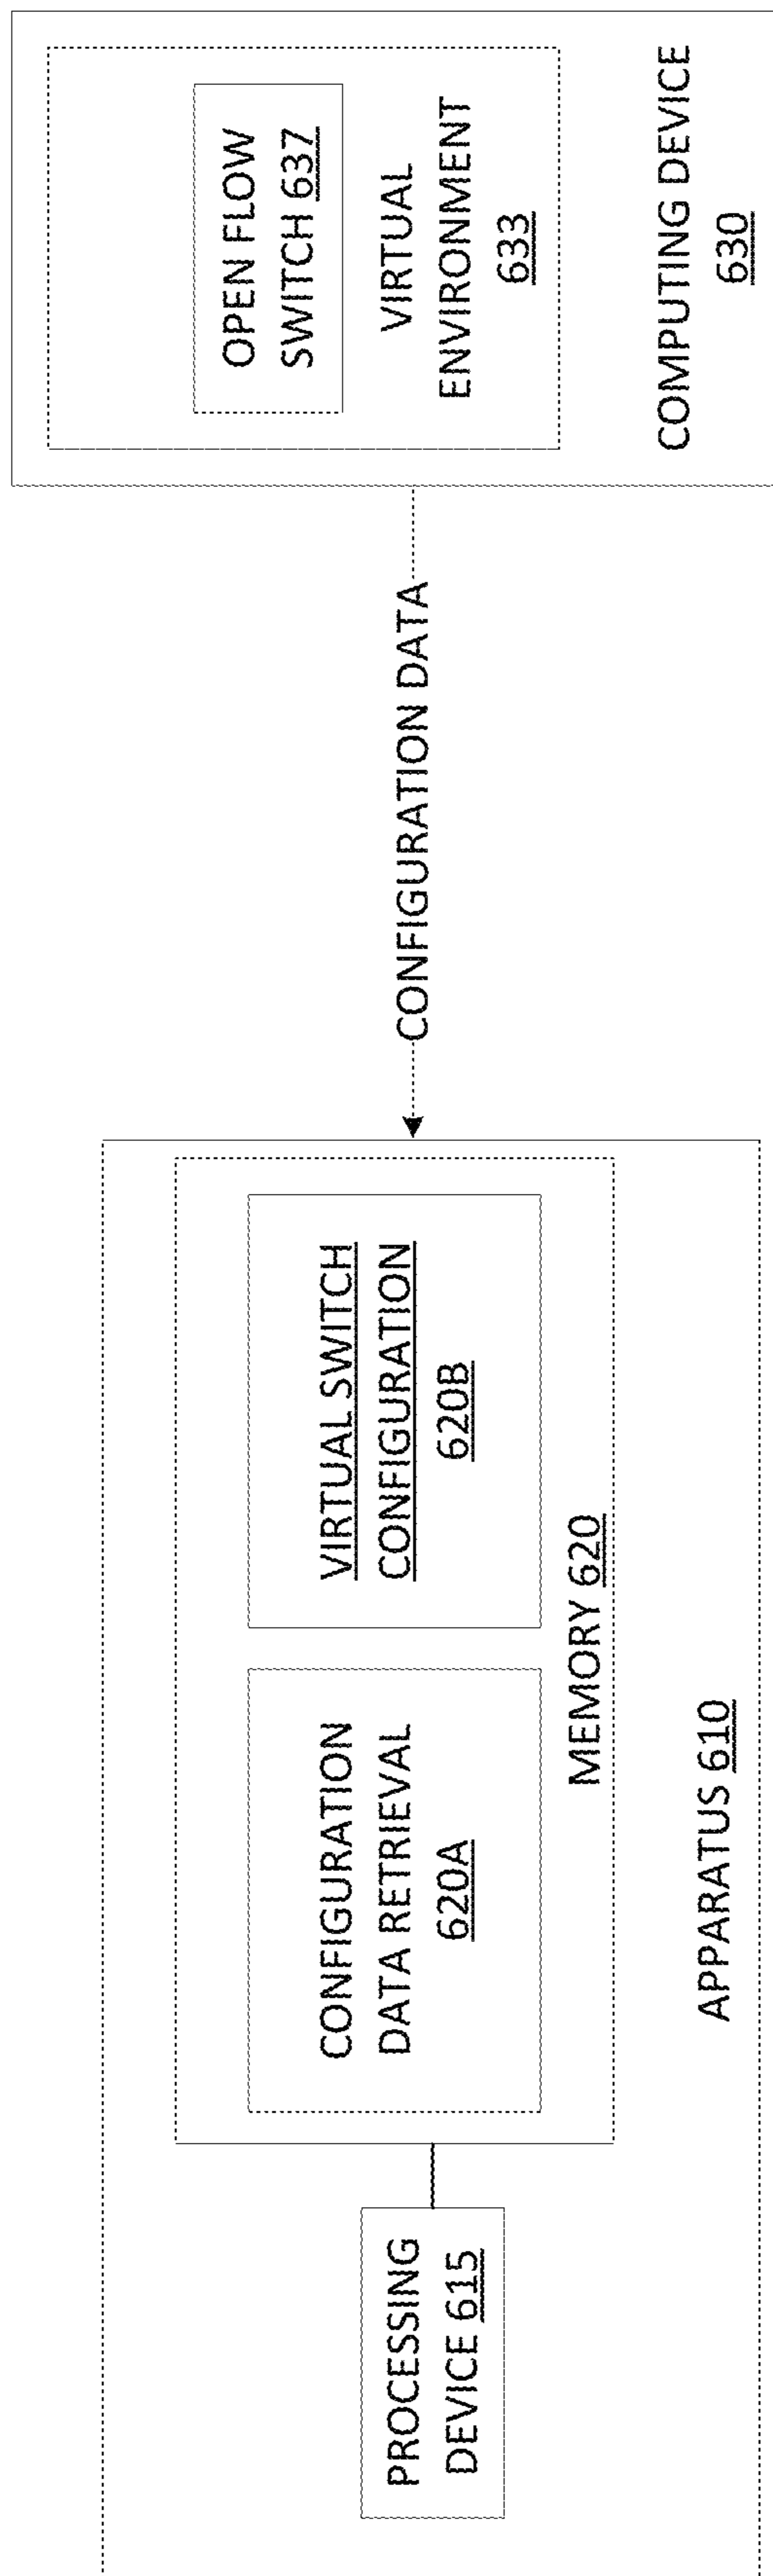 PROCESSING
DEVICE 615
CONFIGURATION
DATA RETRIEVAL
620A
VIRTUAL SWITCH
CONFIGURATION
620B
MEMORY 620
APPARATUS 610
CONFIGURATION DATA
OPEN FLOW
SWITCH 637
VIRTUAL
ENVIRONMENT
633
COMPUTING DEVICE
630